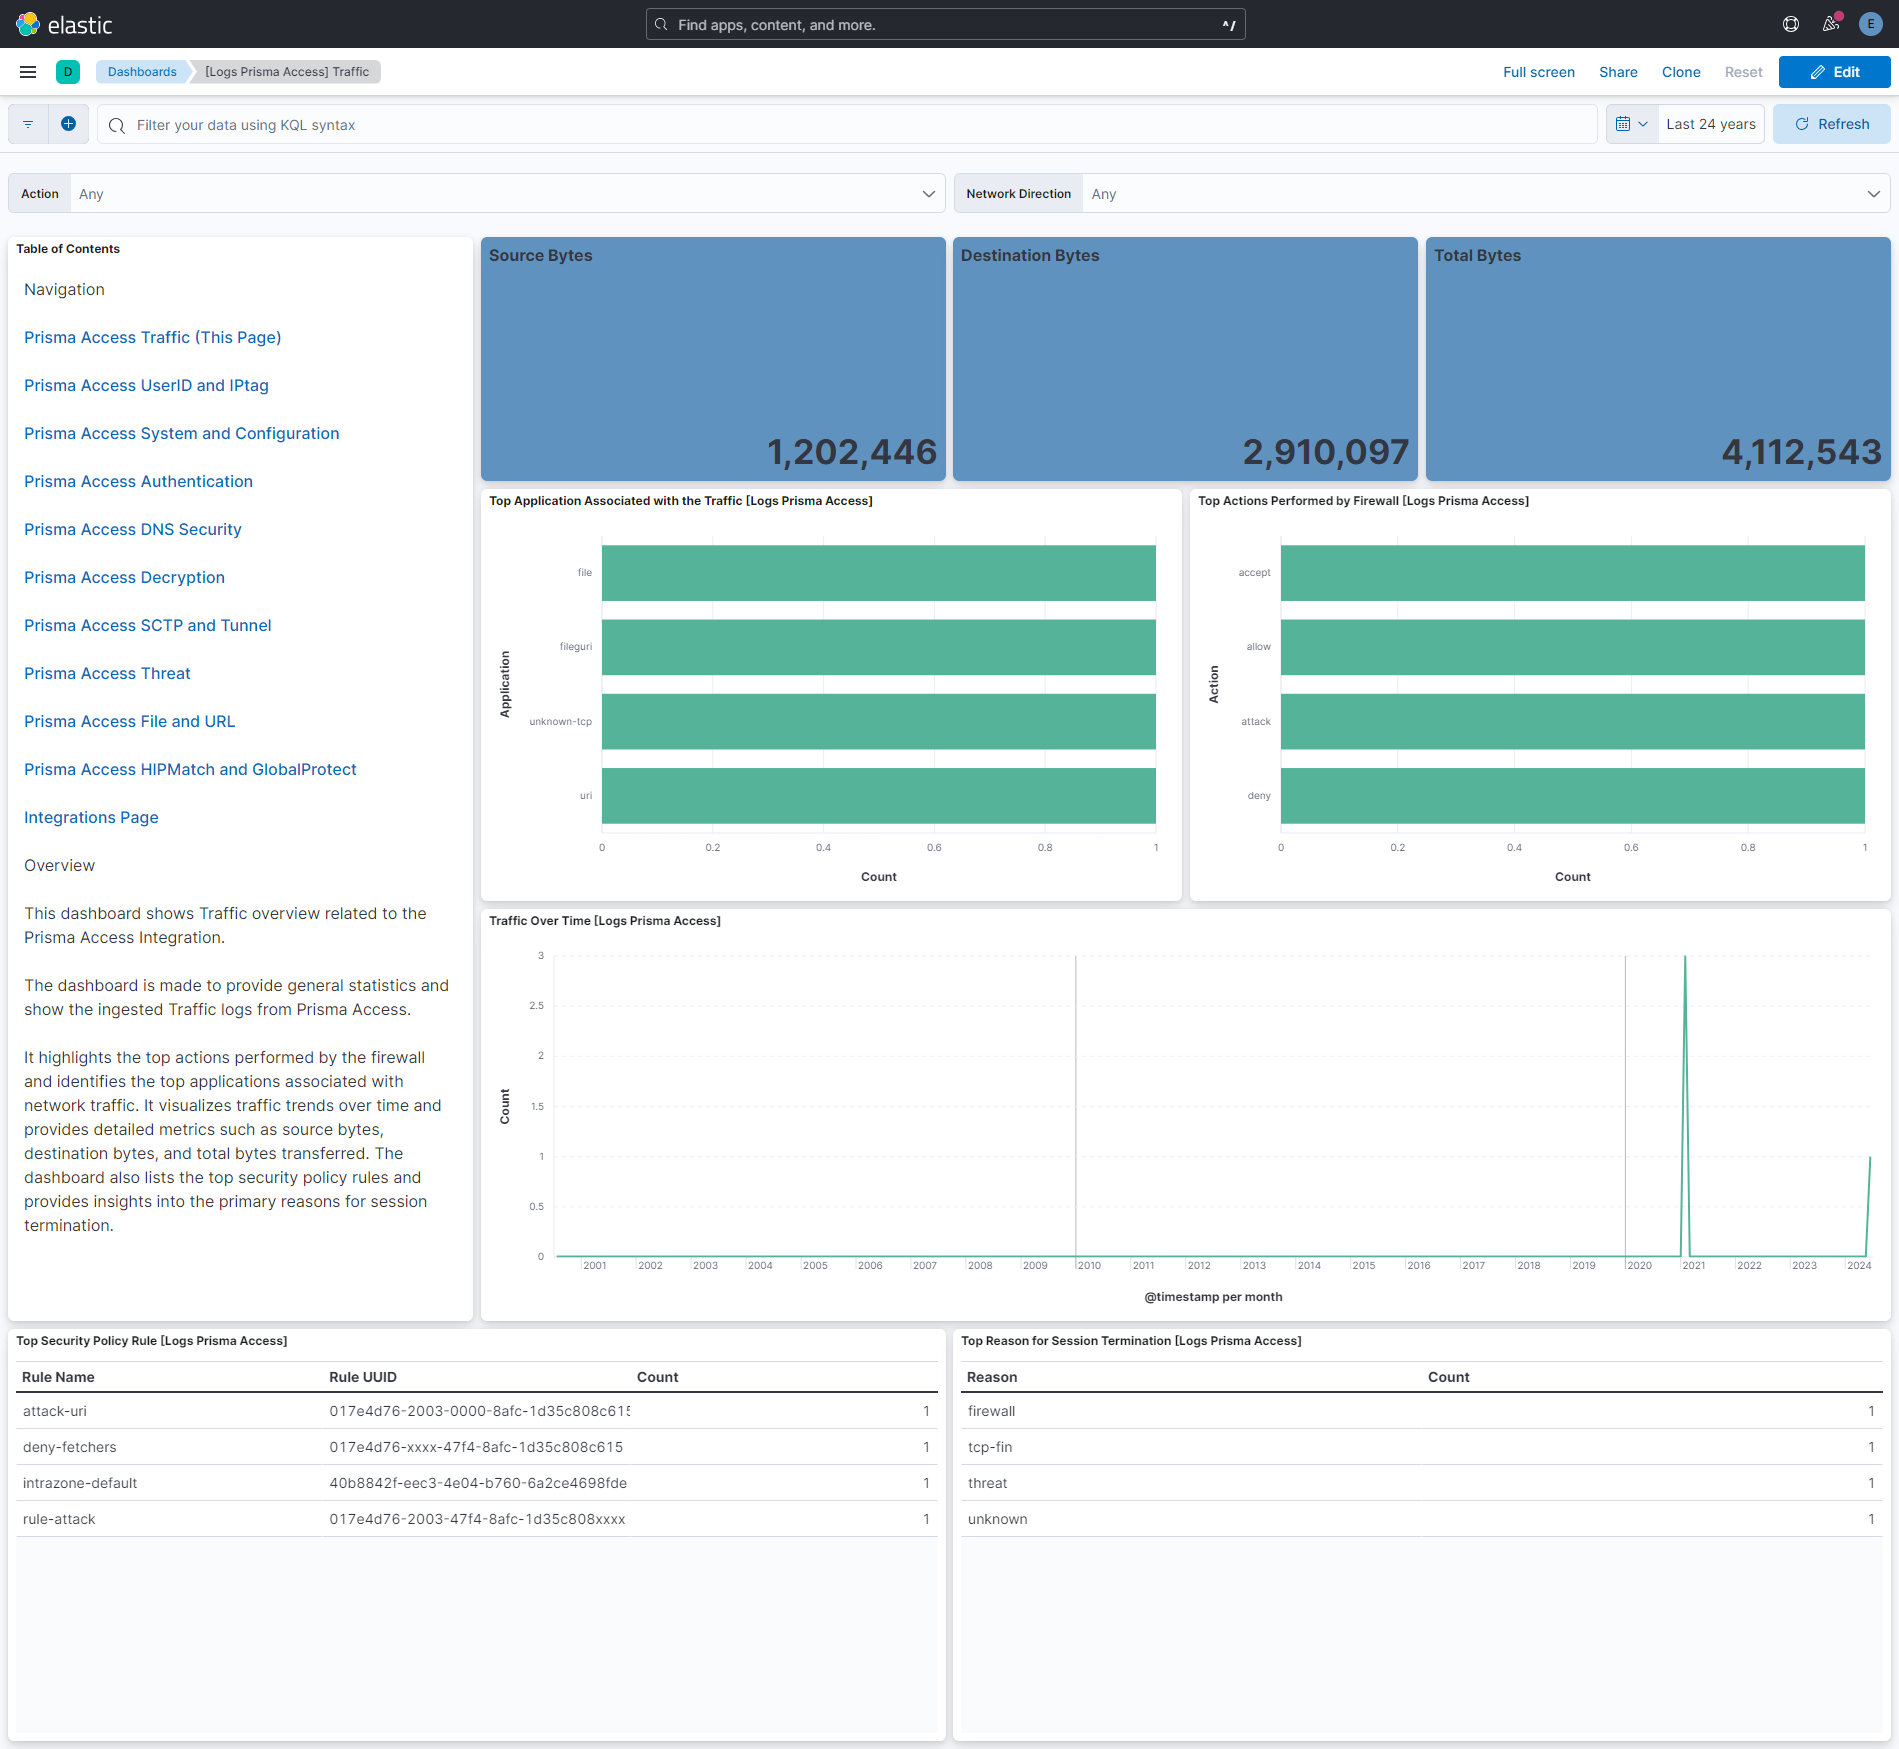 elastic
Find apps, content, and more.
^/
E
D
Dashboards
[Logs Prisma Access] Traffic
Full screen
Share
Clone
Reset
Edit
Filter your data using KQL syntax
Last 24 years
Refresh
Action
Any
Network Direction
Any
Table of Contents
Navigation
Prisma Access Traffic (This Page)
Prisma Access UserID and IPtag
Prisma Access System and Configuration
Prisma Access Authentication
Prisma Access DNS Security
Prisma Access Decryption
Prisma Access SCTP and Tunnel
Prisma Access Threat
Prisma Access File and URL
Prisma Access HIPMatch and GlobalProtect
Integrations Page
Overview
This dashboard shows Traffic overview related to the
Prisma Access Integration.
The dashboard is made to provide general statistics and
show the ingested Traffic logs from Prisma Access.
It highlights the top actions performed by the firewall
and identifies the top applications associated with
network traffic. It visualizes traffic trends over time and
provides detailed metrics such as source bytes,
destination bytes, and total bytes transferred. The
dashboard also lists the top security policy rules and
provides insights into the primary reasons for session
termination.
Source Bytes
1,202,446
Destination Bytes
2,910,097
Total Bytes
4,112,543
Top Application Associated with the Traffic [Logs Prisma Access]
Application
file
fileguri
unknown-tcp
uri
0 0.2 0.4 0.6 0.8 1
Count
Top Actions Performed by Firewall [Logs Prisma Access]
Action
accept
allow
attack
deny
0 0.2 0.4 0.6 0.8 1
Count
Traffic Over Time [Logs Prisma Access]
Count
3
2.5
2
1.5
1
0.5
0
2001 2002 2003 2004 2005 2006 2007 2008 2009 2010 2011 2012 2013 2014 2015 2016 2017 2018 2019 2020 2021 2022 2023 2024
@timestamp per month
Top Security Policy Rule [Logs Prisma Access]
Rule Name Rule UUID Count
attack-uri 017e4d76-2003-0000-8afc-1d35c808c615 1
deny-fetchers 017e4d76-xxxx-47f4-8afc-1d35c808c615 1
intrazone-default 40b8842f-eec3-4e04-b760-6a2ce4698fde 1
rule-attack 017e4d76-2003-47f4-8afc-1d35c808xxxx 1
Top Reason for Session Termination [Logs Prisma Access]
Reason Count
firewall 1
tcp-fin 1
threat 1
unknown 1